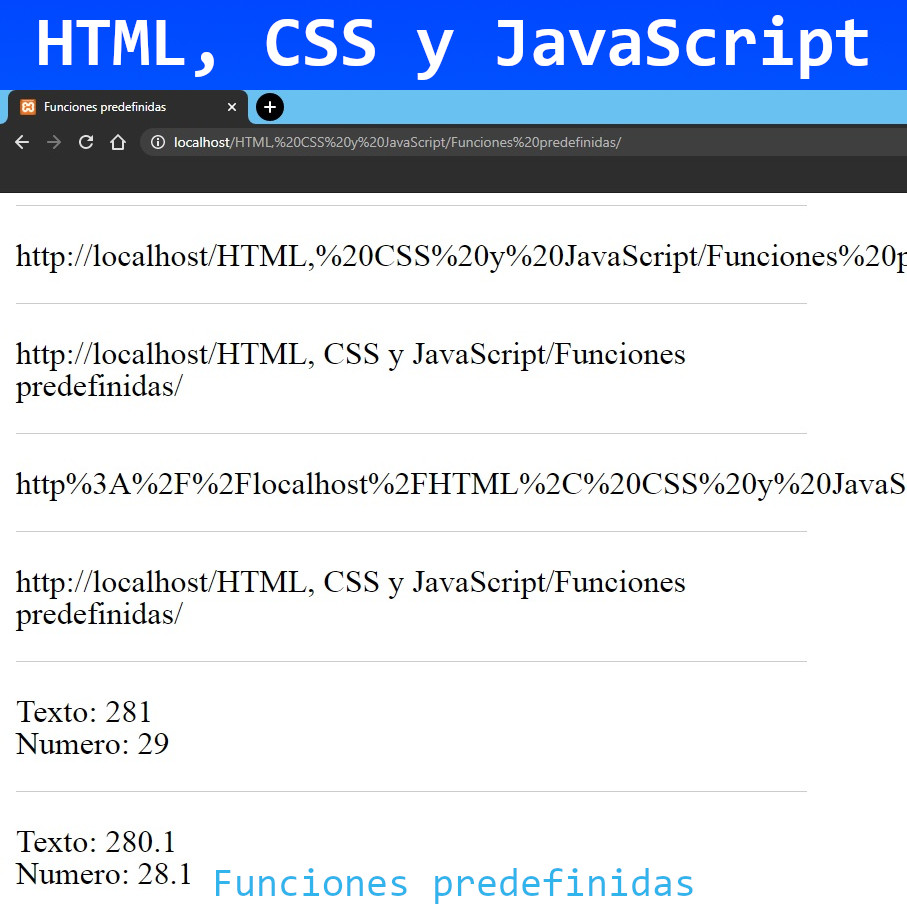 HTML, CSS y JavaScript
Funciones predefinidas
localhost/HTML,%20CSS%20y%20JavaScript/Funciones%20predefinidas/
http://localhost/HTML,%20CSS%20y%20JavaScript/Funciones%20p
http://localhost/HTML, CSS y JavaScript/Funciones
predefinidas/
http%3A%2F%2Flocalhost%2FHTML%2C%20CSS%20y%20JavaS
http://localhost/HTML, CSS y JavaScript/Funciones
predefinidas/
Texto: 281
Numero: 29
Texto: 280.1
Numero: 28.1
Funciones predefinidas